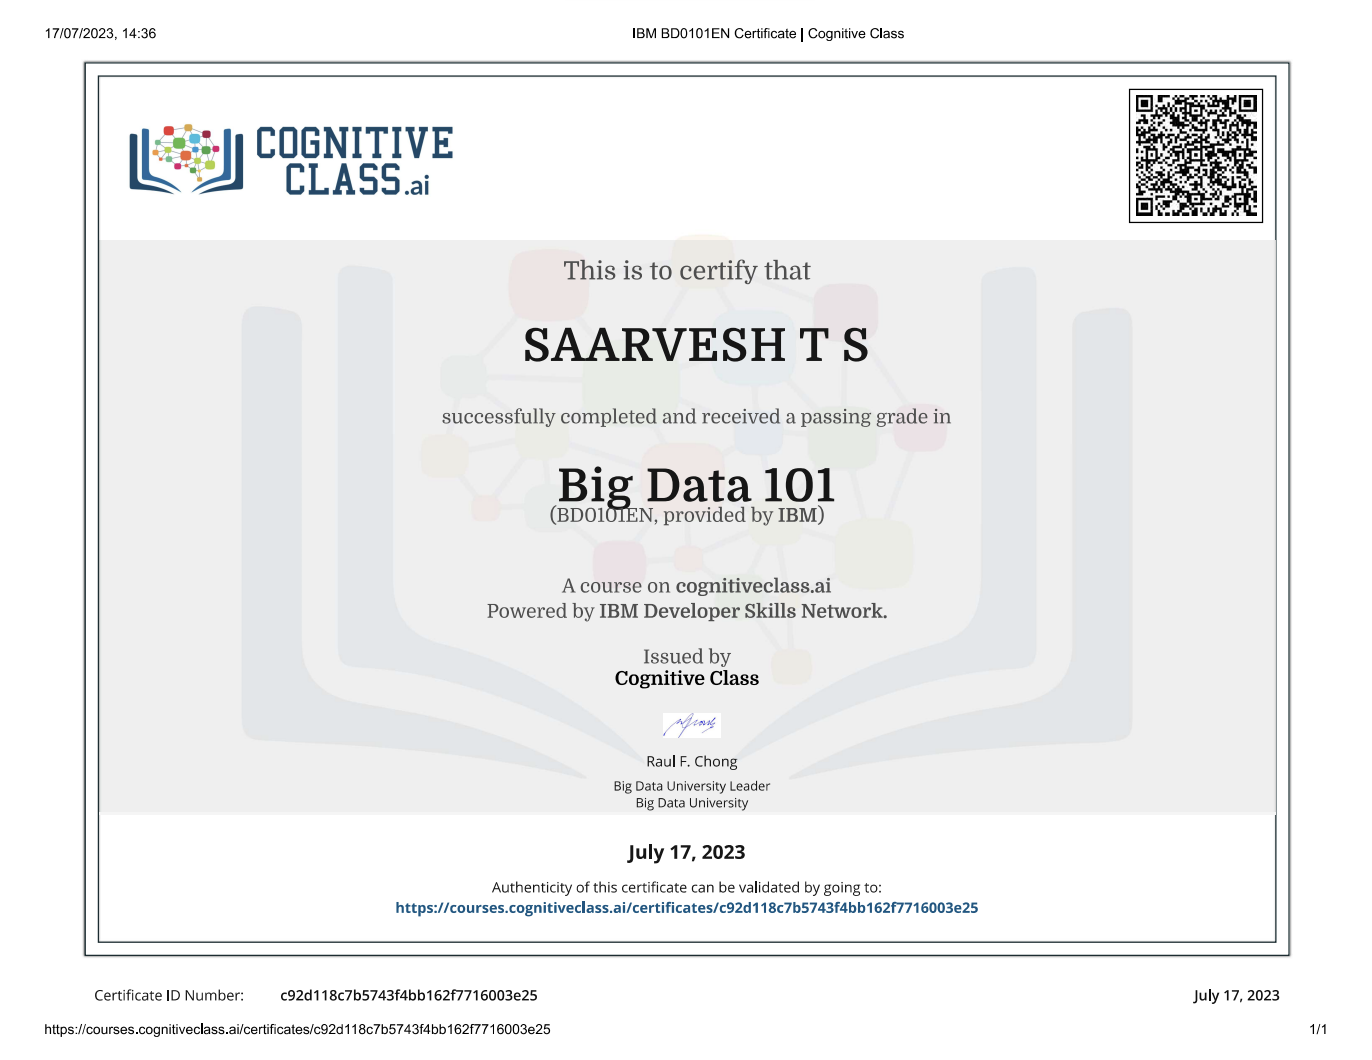 17/07/2023, 14:36
IBM BD0101EN Certificate | Cognitive Class
COGNITIVE
CLASS.ai
This is to certify that
SAARVESH T S
successfully completed and received a passing grade in
Big Data 101
(BD0101EN, provided by IBM)
A course on cognitiveclass.ai
Powered by IBM Developer Skills Network.
Issued by
Cognitive Class
Raul F. Chong
Big Data University Leader
Big Data University
July 17, 2023
Authenticity of this certificate can be validated by going to:
https://courses.cognitiveclass.ai/certificates/c92d118c7b5743f4bb162f7716003e25
Certificate ID Number: c92d118c7b5743f4bb162f7716003e25
July 17, 2023
https://courses.cognitiveclass.ai/certificates/c92d118c7b5743f4bb162f7716003e25
1/1